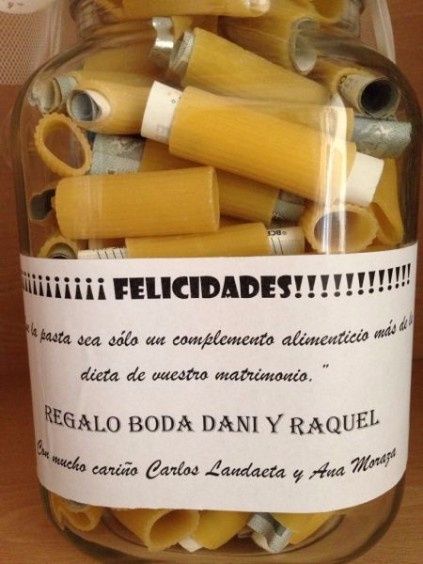 ¡¡¡¡¡¡¡¡¡¡¡ FELICIDADES!!!!!!!!!!!!
la pasta sea sólo un complemento alimenticio más de la
dieta de vuestro matrimonio."
REGALO BODA DANI Y RAQUEL
Con mucho cariño Carlos Landaeta y Ana Moraza